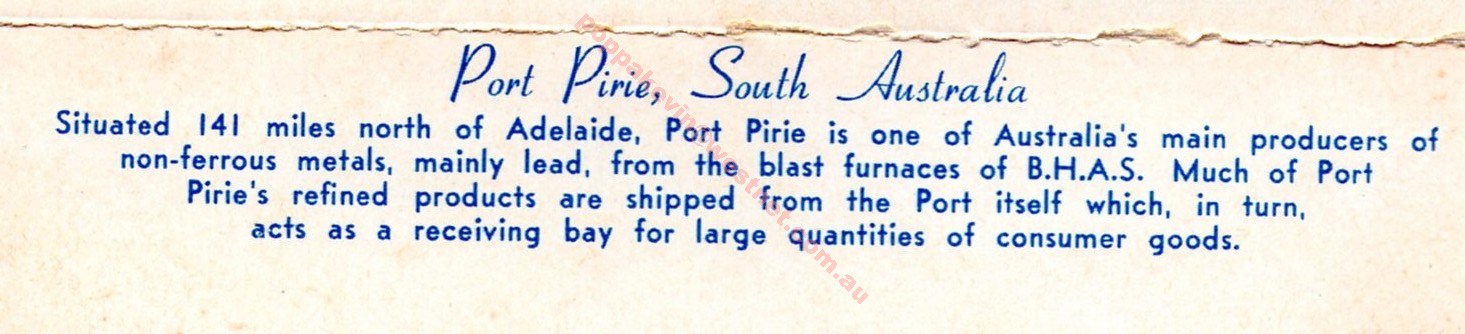 Port Pirie, South Australia
Situated 141 miles north of Adelaide, Port Pirie is one of Australia's main producers of
non-ferrous metals, mainly lead, from the blast furnaces of B.H.A.S. Much of Port
Pirie's refined products are shipped from the Port itself which, in turn,
acts as a receiving bay for large quantities of consumer goods.